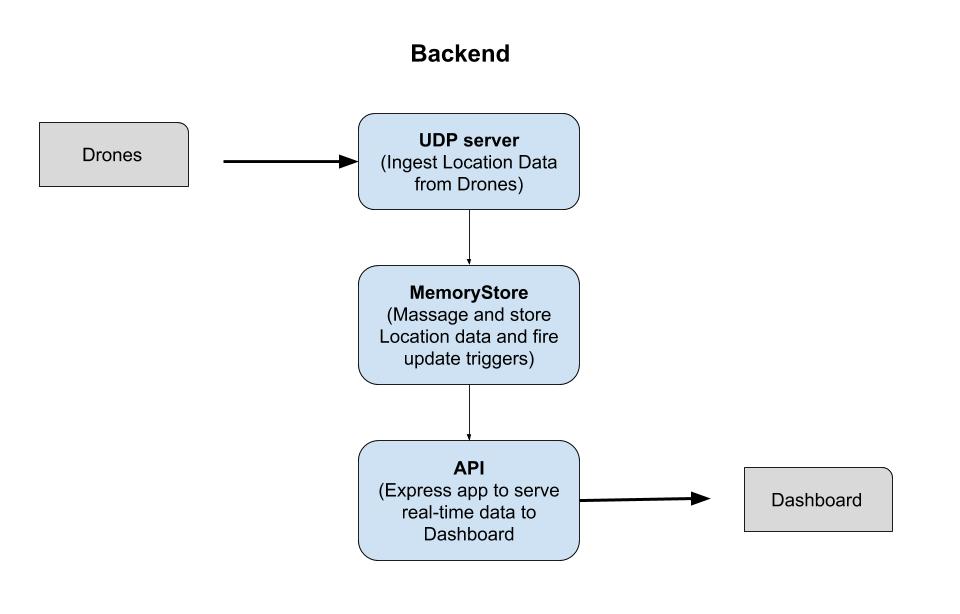 Backend
Drones
UDP server
(Ingest Location Data
from Drones)
MemoryStore
(Massage and store
Location data and fire
update triggers)
API
(Express app to serve
real-time data to
Dashboard
Dashboard